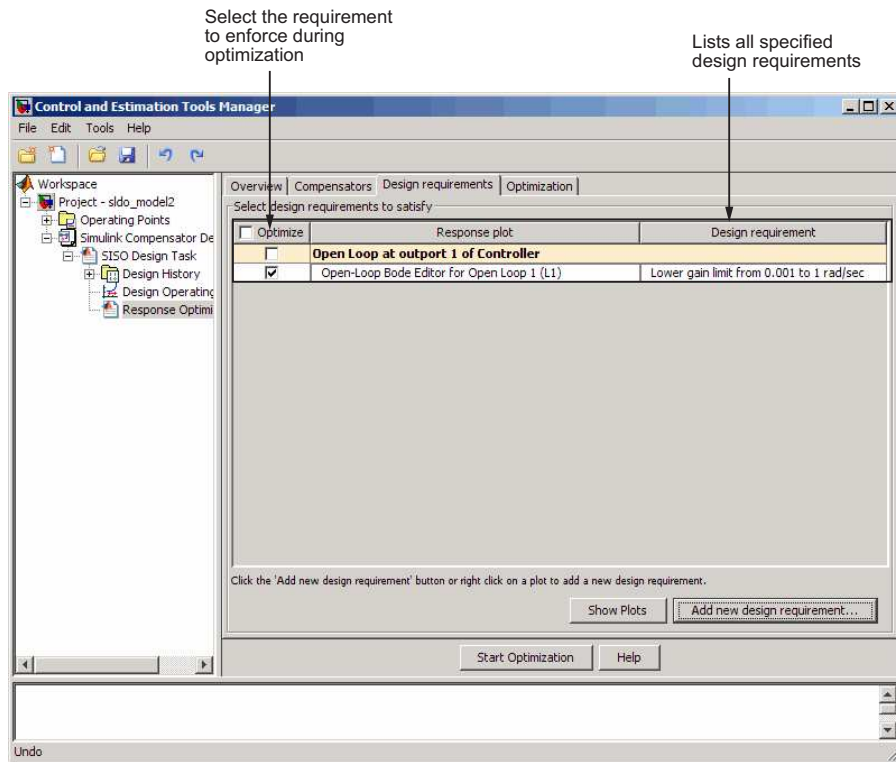 Select the requirement
to enforce during
optimization
Lists all specified
design requirements
Control and Estimation Tools Manager
File Edit Tools Help
Workspace
Project - sldo_model2
Operating Points
Simulink Compensator De
SISO Design Task
Design History
Design Operating
Response Optimi
Overview Compensators Design requirements Optimization
Select design requirements to satisfy
Optimize Response plot Design requirement
Open Loop at outport 1 of Controller
Open-Loop Bode Editor for Open Loop 1 (L1) Lower gain limit from 0.001 to 1 rad/sec
Click the 'Add new design requirement' button or right click on a plot to add a new design requirement.
Show Plots Add new design requirement...
Start Optimization Help
Undo